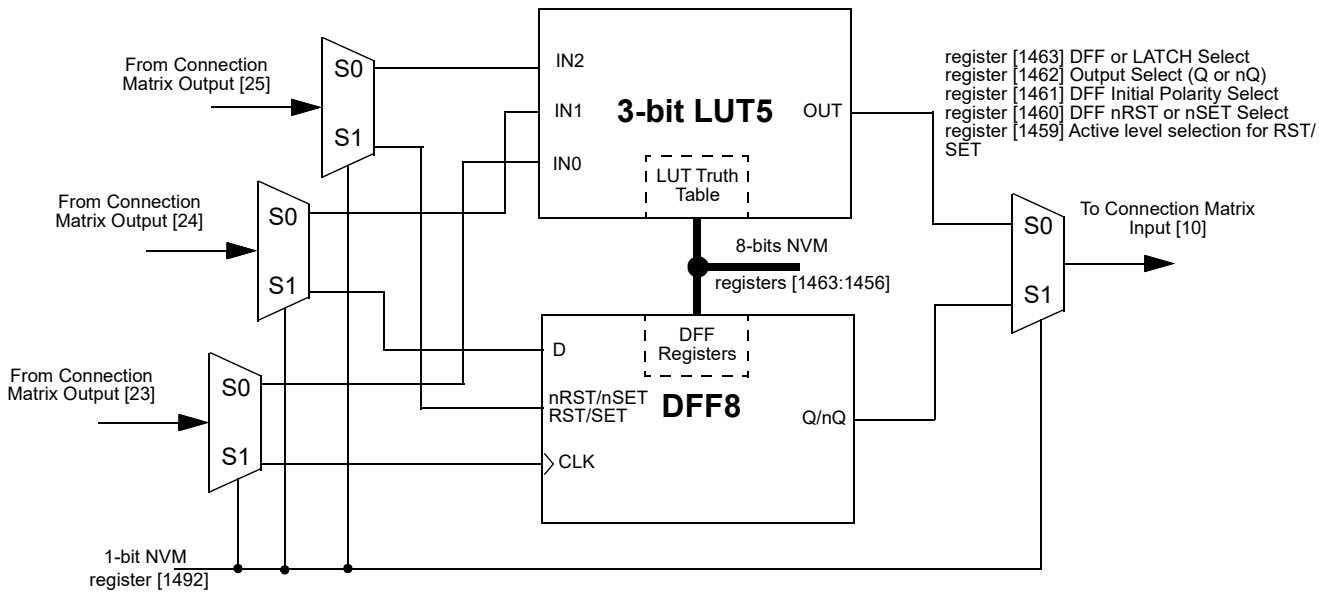 From Connection
Matrix Output [25]
S0
S1
From Connection
Matrix Output [24]
S0
S1
From Connection
Matrix Output [23]
S0
S1
1-bit NVM
register [1492]
IN2
IN1
IN0
3-bit LUT5
OUT
LUT Truth
Table
8-bits NVM
registers [1463:1456]
DFF
Registers
D
nRST/nSET
RST/SET
DFF8
Q/nQ
CLK
register [1463] DFF or LATCH Select
register [1462] Output Select (Q or nQ)
register [1461] DFF Initial Polarity Select
register [1460] DFF nRST or nSET Select
register [1459] Active level selection for RST/
SET
S0
S1
To Connection Matrix
Input [10]